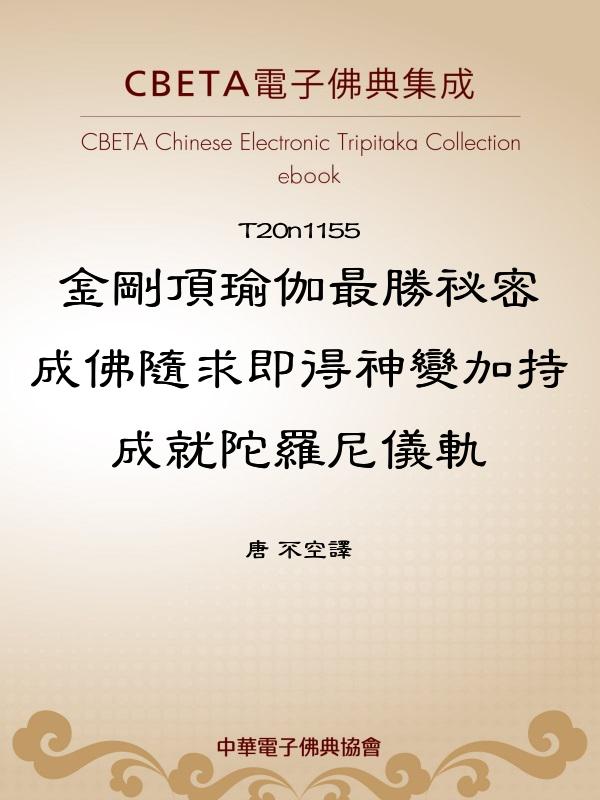 CBETA電子佛典集成
CBETA Chinese Electronic Tripitaka Collection
ebook
T20n1155
金剛頂瑜伽最勝祕密
成佛隨求即得神變加持
成就陀羅尼儀軌
唐 不空譯
中華電子佛典協會